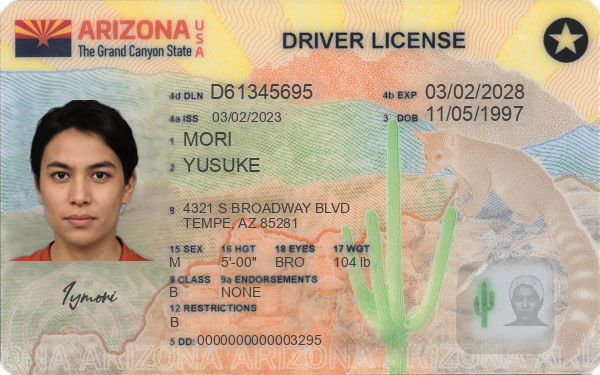 ARIZONA USA
The Grand Canyon State
DRIVER LICENSE
4d DLN D61345695
4b EXP 03/02/2028
4a ISS 03/02/2023
3 DOB 11/05/1997
1 MORI
2 YUSUKE
8 4321 S BROADWAY BLVD
TEMPE, AZ 85281
15 SEX 16 HGT 18 EYES 17 WGT
M 5'-00" BRO 104 lb
9 CLASS 9a ENDORSEMENTS
B NONE
12 RESTRICTIONS
B
5 DD: 0000000000003295
ARIZONA ARIZONA ARIZONA ARIZONA